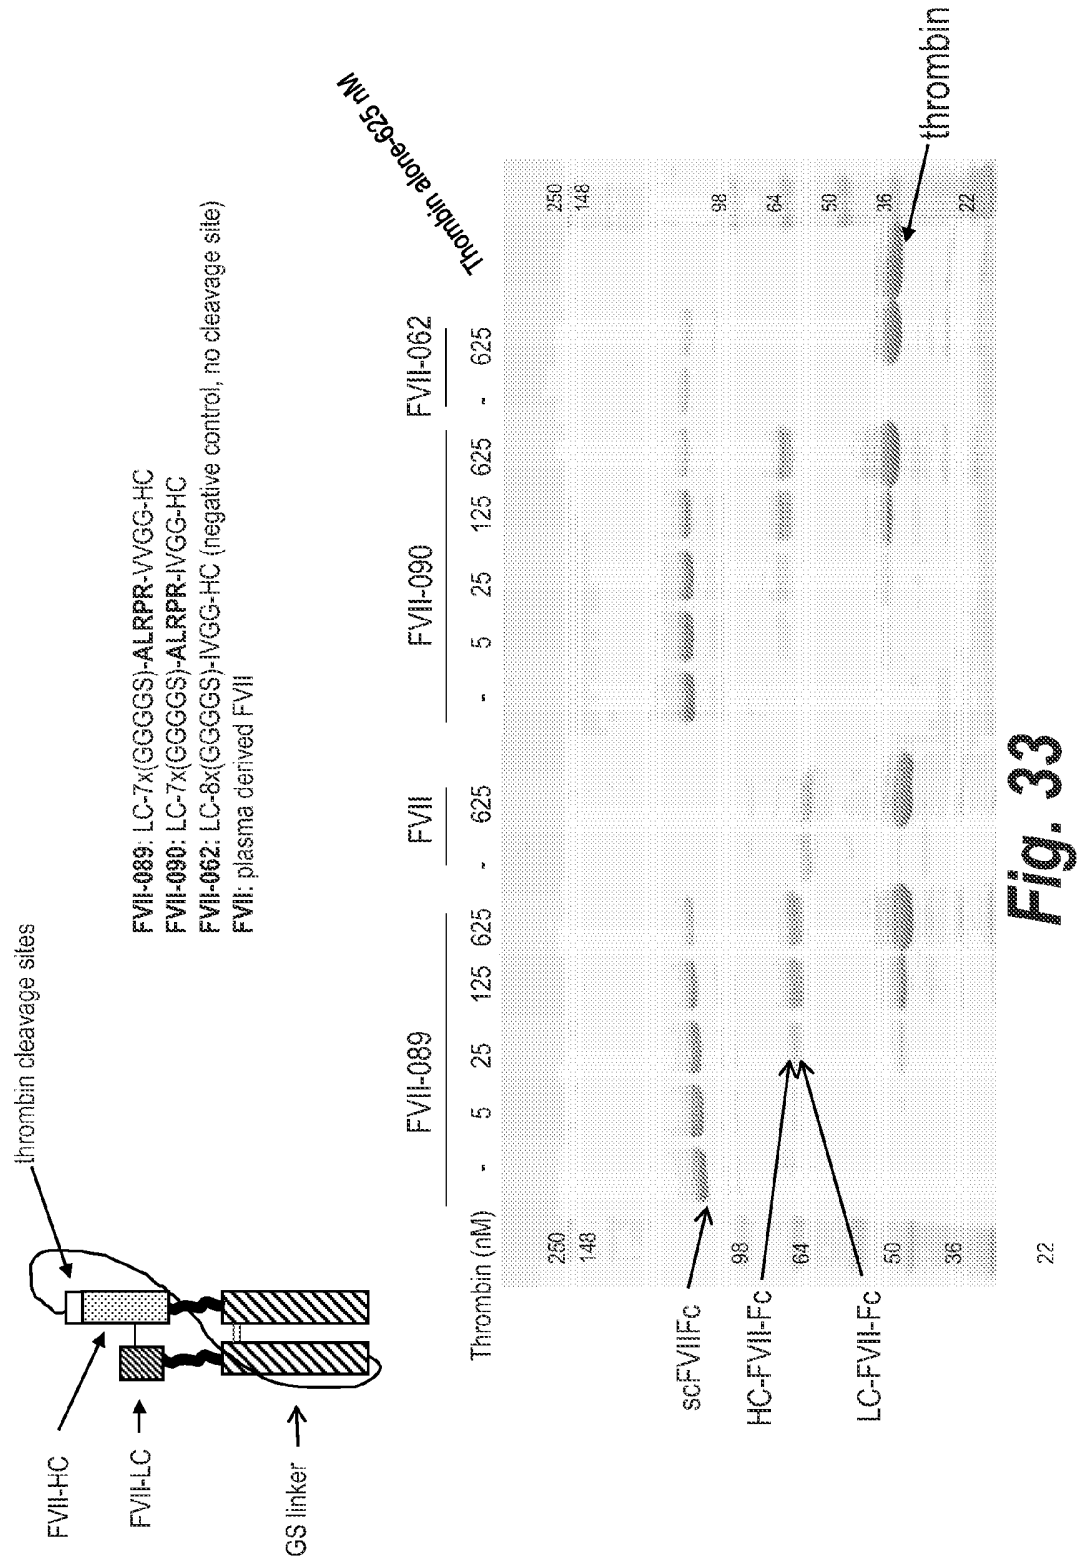 thrombin cleavage sites
FVII-HC
FVII-LC
GS linker
FVII-089: LC-7x(GGGGS)-ALRPR-VVGG-HC
FVII-090: LC-7x(GGGGS)-ALRPR-IVGG-HC
FVII-062: LC-8x(GGGGS)-IVGG-HC (negative control, no cleavage site)
FVII: plasma derived FVII
Thombin alone-625 nM
FVII-089 FVII FVII-090 FVII-062
Thrombin (nM) - 5 25 125 625 - 625 - 5 25 125 625 - 625
250 250
148 148
98 98
64 64
50 50
36 36
22 22
scFVIIFc
HC-FVII-Fc
LC-FVII-Fc
thrombin
Fig. 33